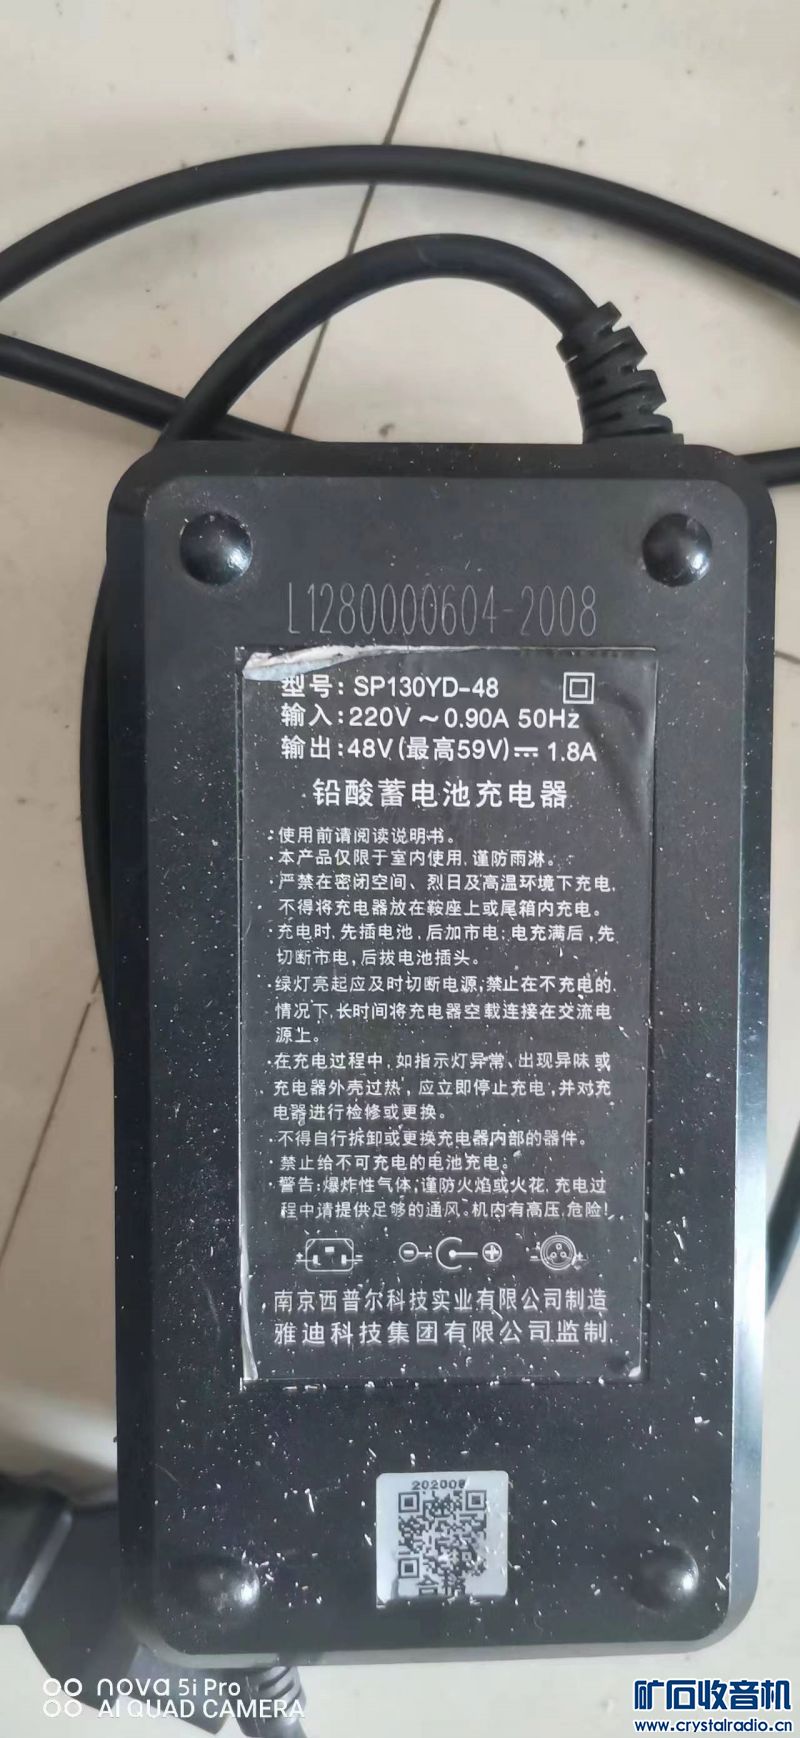 L1280000604-2008
型号: SP130YD-48
输入: 220V ~ 0.90A 50Hz
输出: 48V(最高59V)⎓ 1.8A
铅酸蓄电池充电器
·使用前请阅读说明书。
·本产品仅限于室内使用, 谨防雨淋。
·严禁在密闭空间、烈日及高温环境下充电,
不得将充电器放在鞍座上或尾箱内充电。
·充电时, 先插电池, 后加市电; 电充满后, 先
切断市电, 后拔电池插头。
·绿灯亮起应及时切断电源; 禁止在不充电的
情况下, 长时间将充电器空载连接在交流电
源上。
·在充电过程中, 如指示灯异常、出现异味或
充电器外壳过热, 应立即停止充电, 并对充
电器进行检修或更换。
·不得自行拆卸或更换充电器内部的器件。
·禁止给不可充电的电池充电。
·警告: 爆炸性气体, 谨防火焰或火花, 充电过
程中请提供足够的通风。机内有高压, 危险!
南京西普尔科技实业有限公司制造
雅迪科技集团有限公司监制
202008
合格
nova 5i Pro
AI QUAD CAMERA
矿石收音机
www.crystalradio.cn